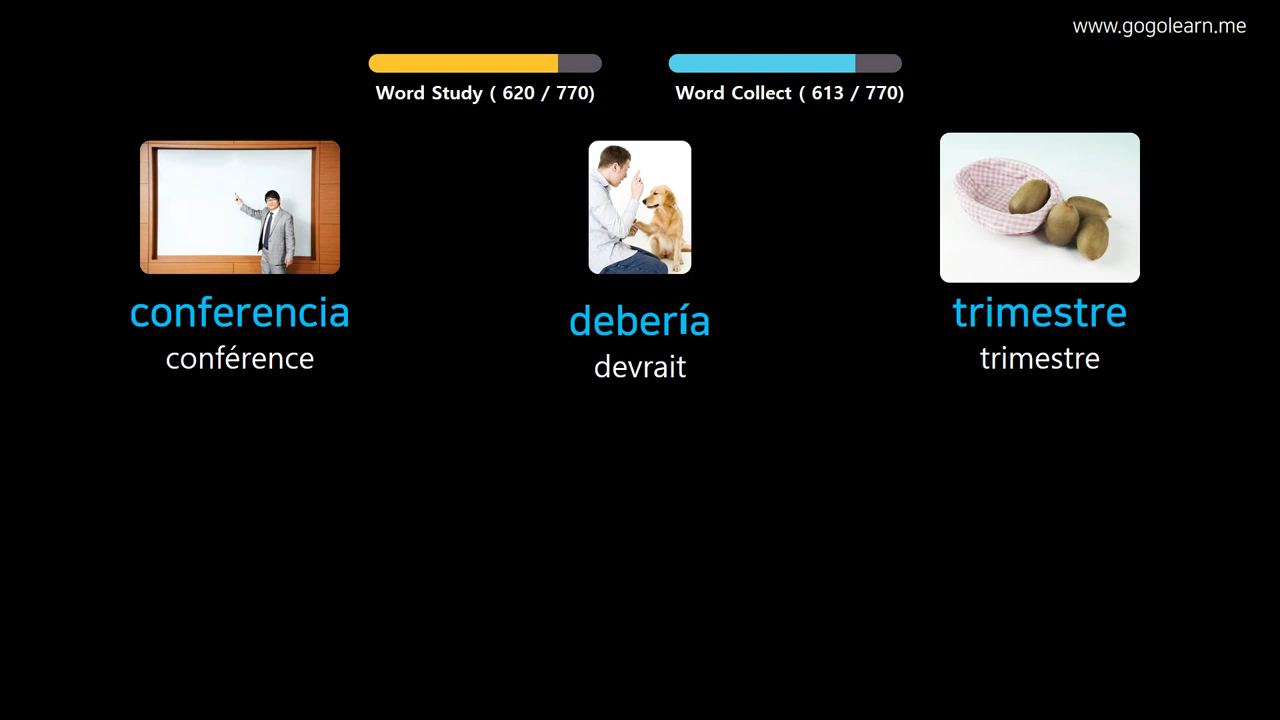 www.gogolearn.me
Word Study ( 620 / 770)
Word Collect ( 613 / 770)
conferencia
conférence
debería
devrait
trimestre
trimestre